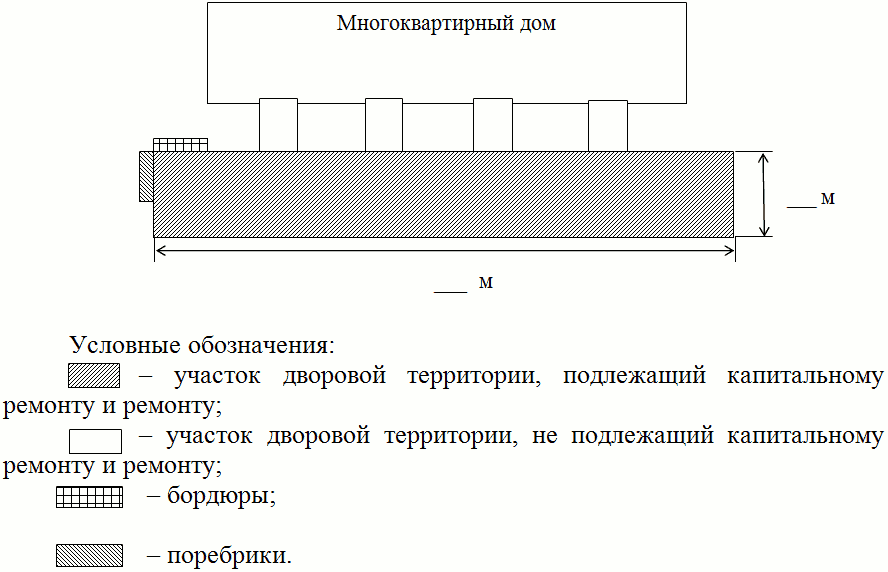 Многоквартирный дом
___ м
___ м
Условные обозначения:
– участок дворовой территории, подлежащий капитальному
ремонту и ремонту;
– участок дворовой территории, не подлежащий капитальному
ремонту и ремонту;
– бордюры;
– поребрики.